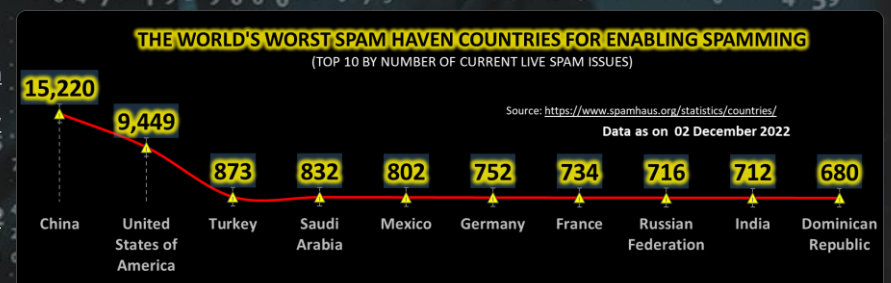 THE WORLD'S WORST SPAM HAVEN COUNTRIES FOR ENABLING SPAMMING
(TOP 10 BY NUMBER OF CURRENT LIVE SPAM ISSUES)
15,220
9,449
Source: https://www.spamhaus.org/statistics/countries/
Data as on 02 December 2022
873
832
802
752
734
716
712
680
China
United States of America
Turkey
Saudi Arabia
Mexico
Germany
France
Russian Federation
India
Dominican Republic